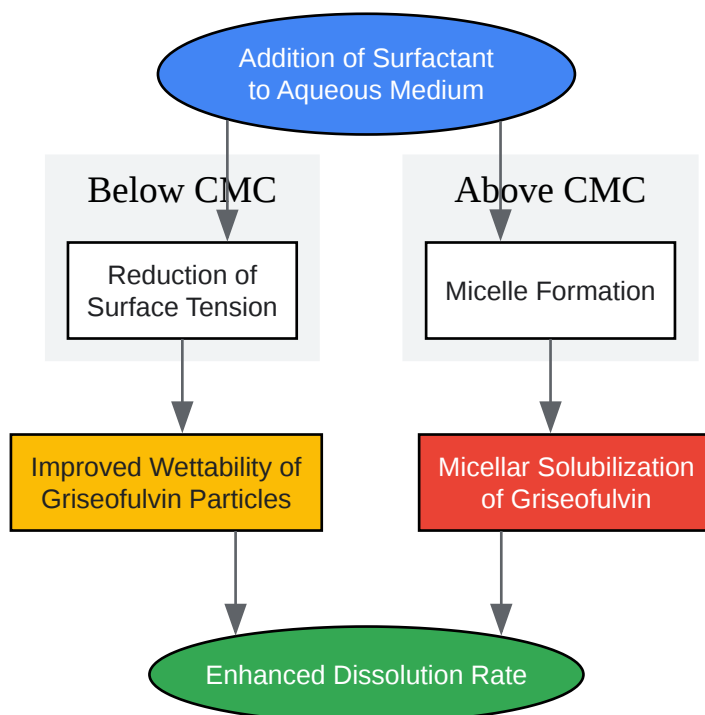 Addition of Surfactant
to Aqueous Medium
Below CMC
Above CMC
Reduction of
Surface Tension
Micelle Formation
Improved Wettability of
Griseofulvin Particles
Micellar Solubilization
of Griseofulvin
Enhanced Dissolution Rate